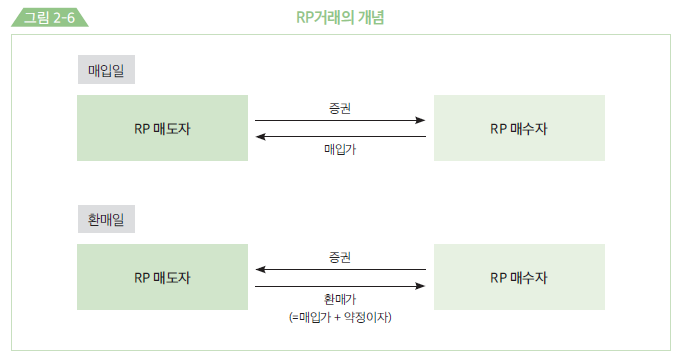 그림 2-6
RP거래의 개념
매입일
RP 매도자
증권
매입가
RP 매수자
환매일
RP 매도자
증권
환매가
(=매입가 + 약정이자)
RP 매수자